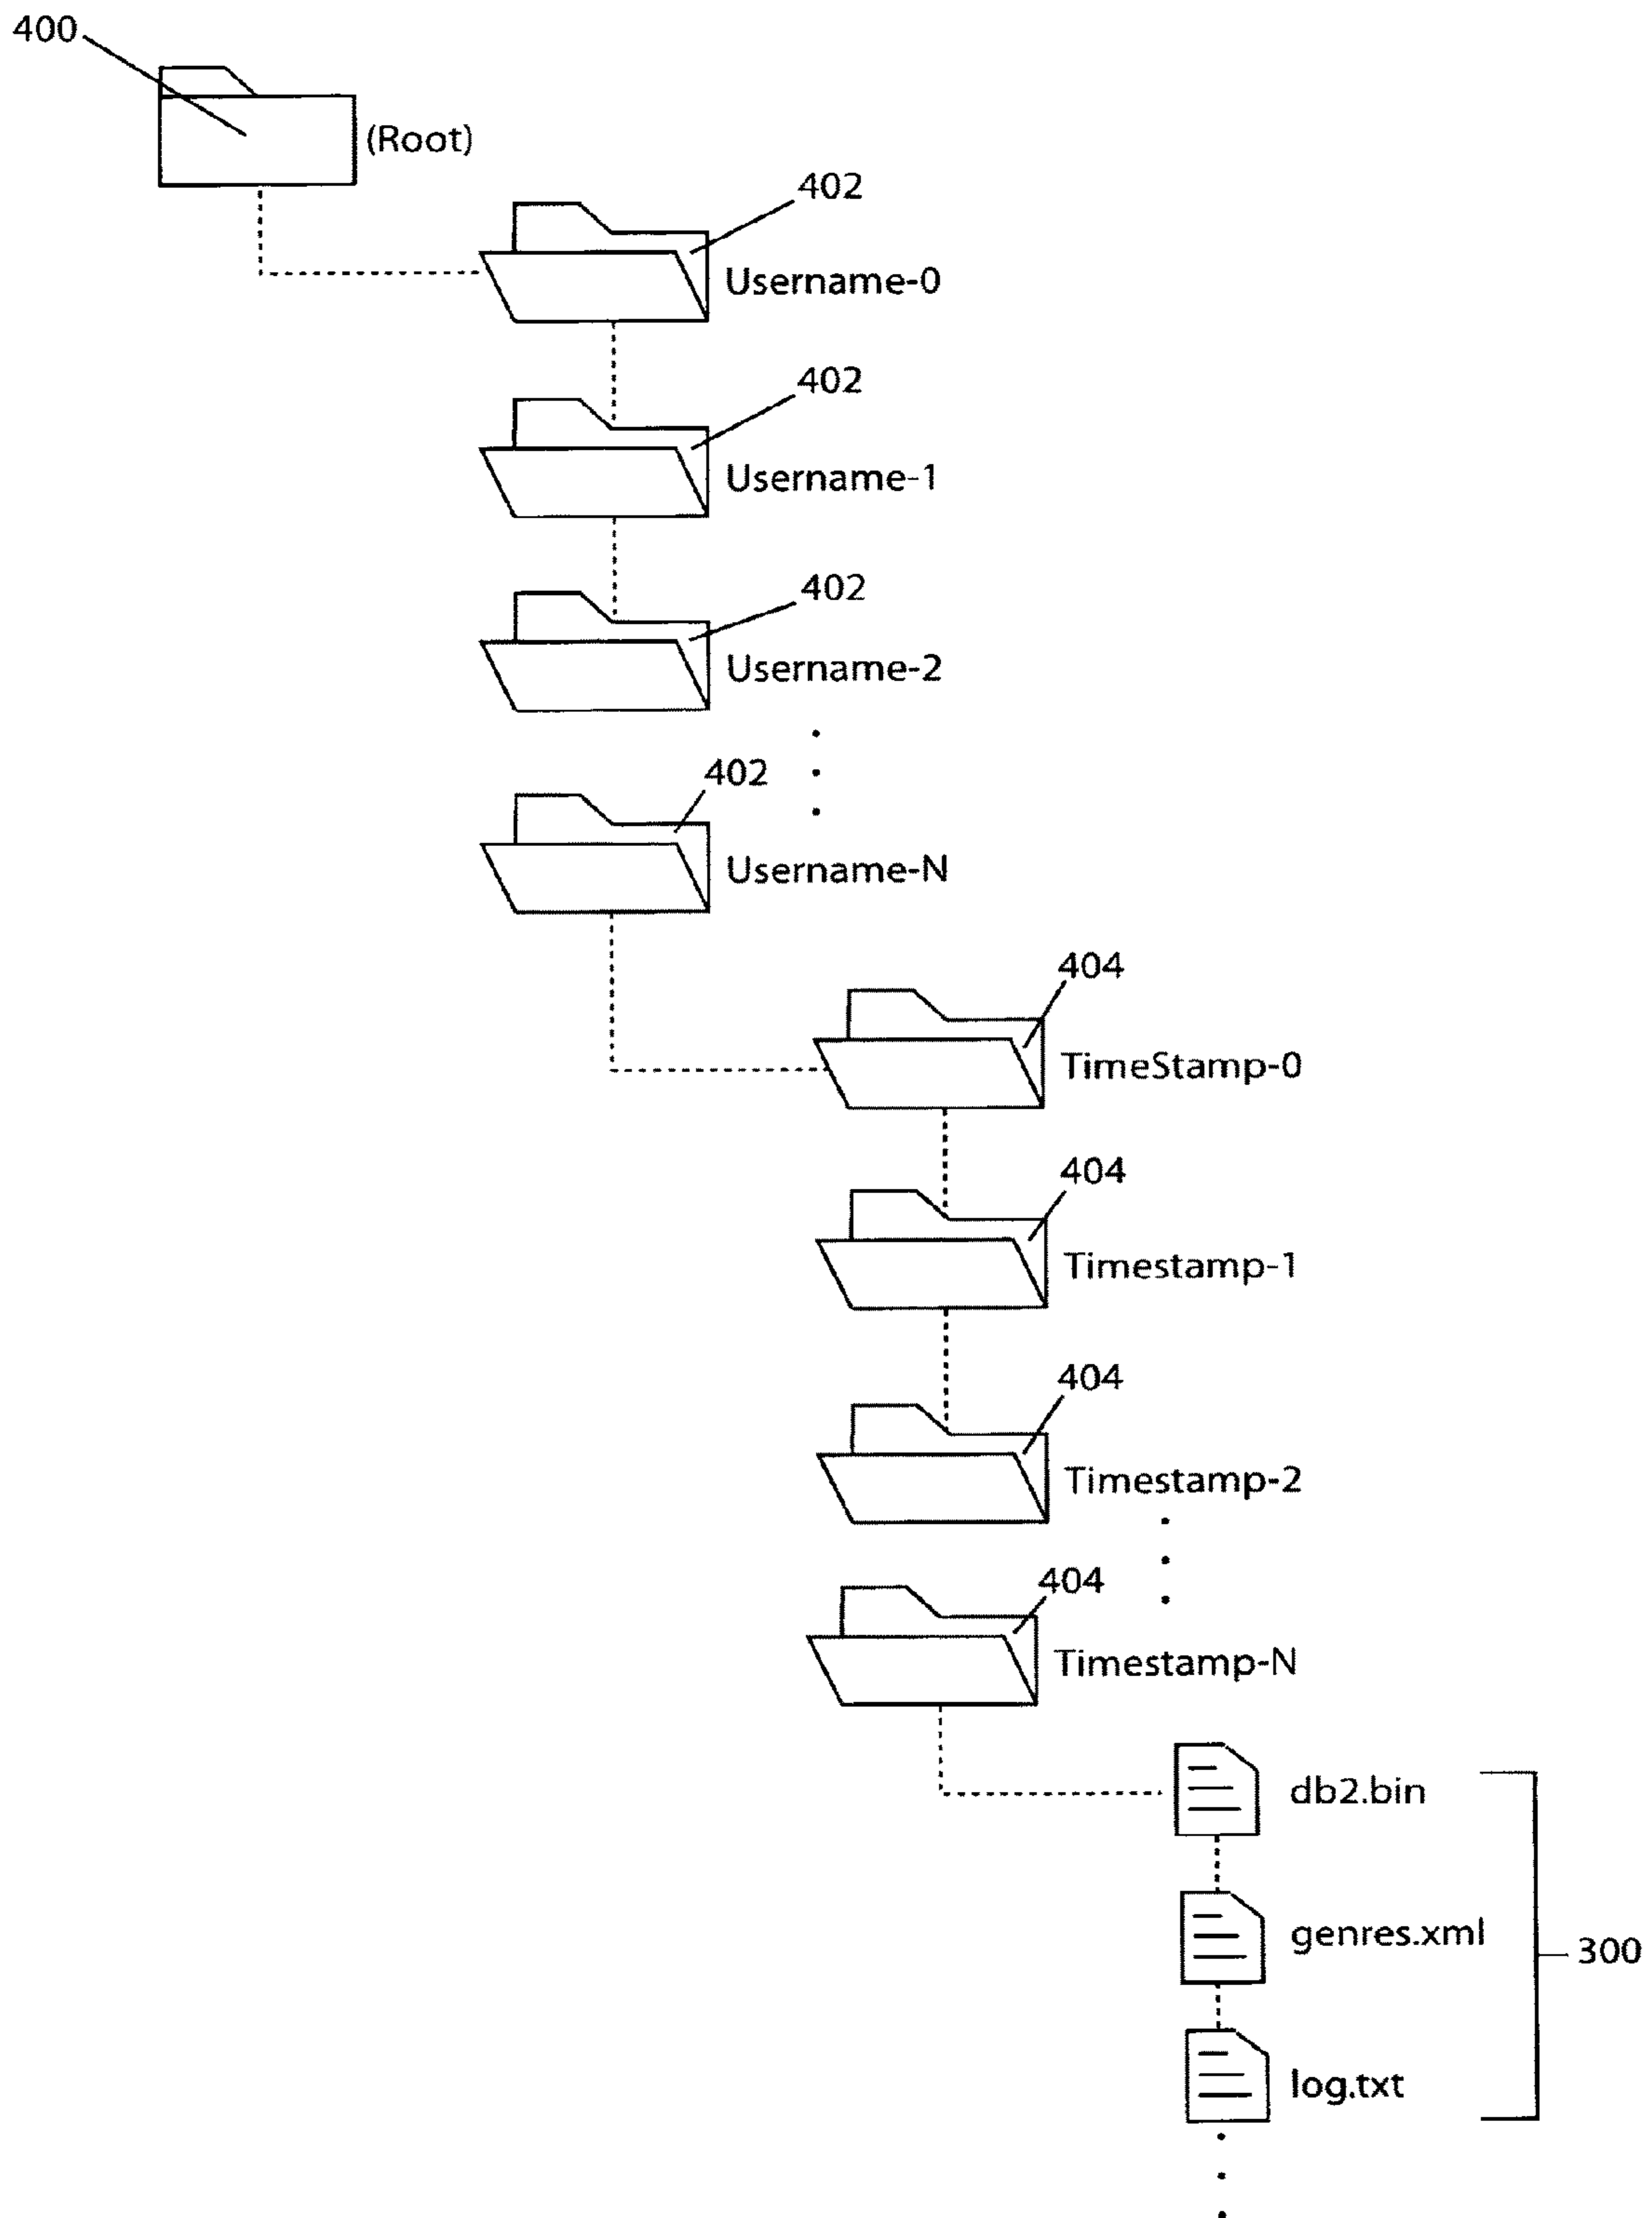 400
(Root)
402
Username-0
402
Username-1
402
Username-2
402
Username-N
404
TimeStamp-0
404
Timestamp-1
404
Timestamp-2
404
Timestamp-N
db2.bin
genres.xml
300
log.txt